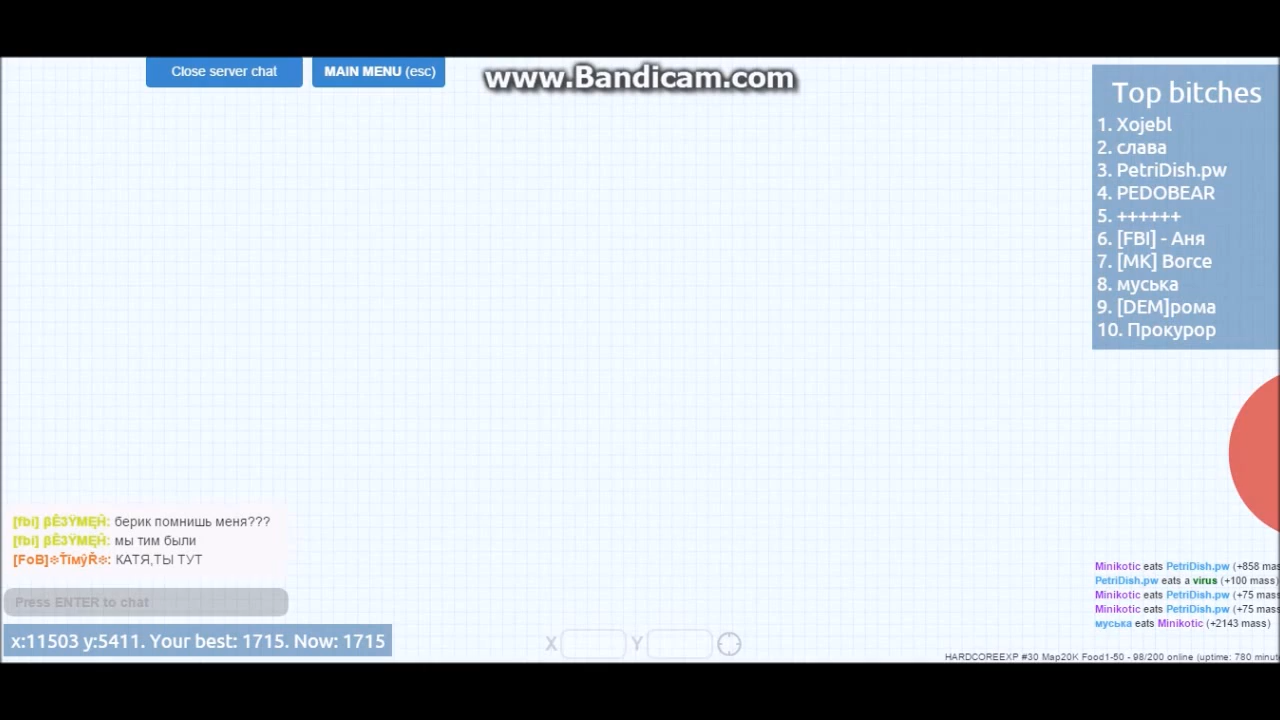 Close server chat
MAIN MENU (esc)
www.Bandicam.com
Top bitches
1. Xojebl
2. слава
3. PetriDish.pw
4. PEDOBEAR
5. ++++++
6. [FBI] - Аня
7. [MK] Borce
8. муська
9. [DEM]рома
10. Прокурор
[fbi] βÊЗŸMĘĤ: берик помнишь меня???
[fbi] βÊЗŸMĘĤ: мы тим были
[FoB]❊ŤïмŷŘ❊: КАТЯ,ТЫ ТУТ
Press ENTER to chat
Minikotic eats PetriDish.pw (+858 mas
PetriDish.pw eats a virus (+100 mass)
Minikotic eats PetriDish.pw (+75 mass
Minikotic eats PetriDish.pw (+75 mass
муська eats Minikotic (+2143 mass)
x:11503 y:5411. Your best: 1715. Now: 1715
X
Y
HARDCOREEXP #30 Map20K Food1-50 - 98/200 online (uptime: 780 minut